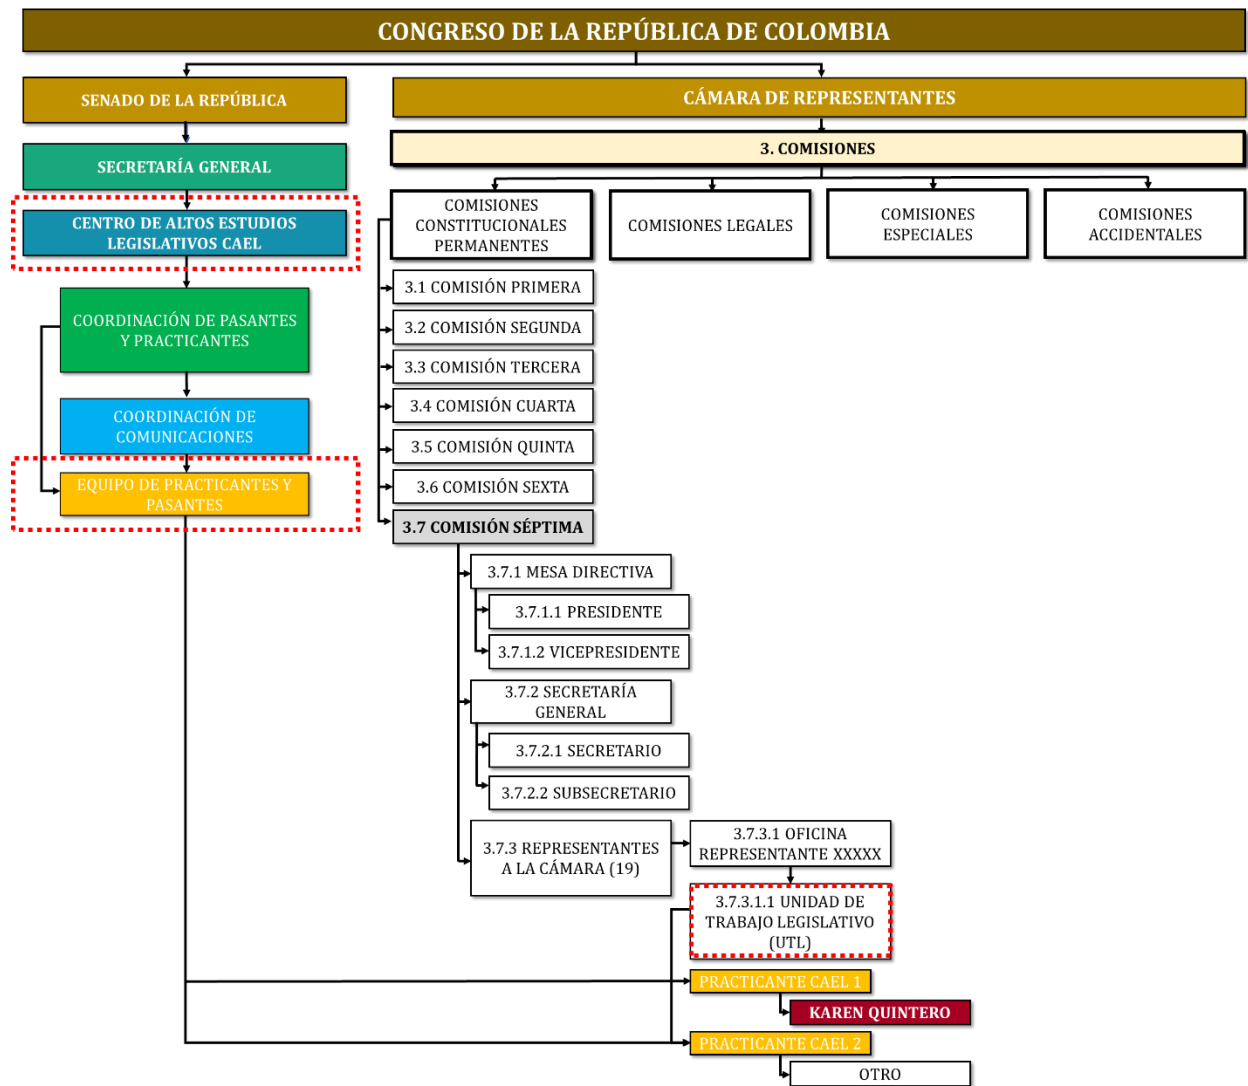 CONGRESO DE LA REPÚBLICA DE COLOMBIA
SENADO DE LA REPÚBLICA
CÁMARA DE REPRESENTANTES
SECRETARÍA GENERAL
3. COMISIONES
CENTRO DE ALTOS ESTUDIOS
LEGISLATIVOS CAEL
COMISIONES
CONSTITUCIONALES
PERMANENTES
COMISIONES LEGALES
COMISIONES
ESPECIALES
COMISIONES
ACCIDENTALES
COORDINACIÓN DE PASANTES
Y PRACTICANTES
COORDINACIÓN DE
COMUNICACIONES
EQUIPO DE PRACTICANTES Y
PASANTES
3.1 COMISIÓN PRIMERA
3.2 COMISIÓN SEGUNDA
3.3 COMISIÓN TERCERA
3.4 COMISIÓN CUARTA
3.5 COMISIÓN QUINTA
3.6 COMISIÓN SEXTA
3.7 COMISIÓN SÉPTIMA
3.7.1 MESA DIRECTIVA
3.7.1.1 PRESIDENTE
3.7.1.2 VICEPRESIDENTE
3.7.2 SECRETARÍA
GENERAL
3.7.2.1 SECRETARIO
3.7.2.2 SUBSECRETARIO
3.7.3 REPRESENTANTES
A LA CÁMARA (19)
3.7.3.1 OFICINA
REPRESENTANTE XXXXX
3.7.3.1.1 UNIDAD DE
TRABAJO LEGISLATIVO
(UTL)
PRACTICANTE CAEL 1
KAREN QUINTERO
PRACTICANTE CAEL 2
OTRO